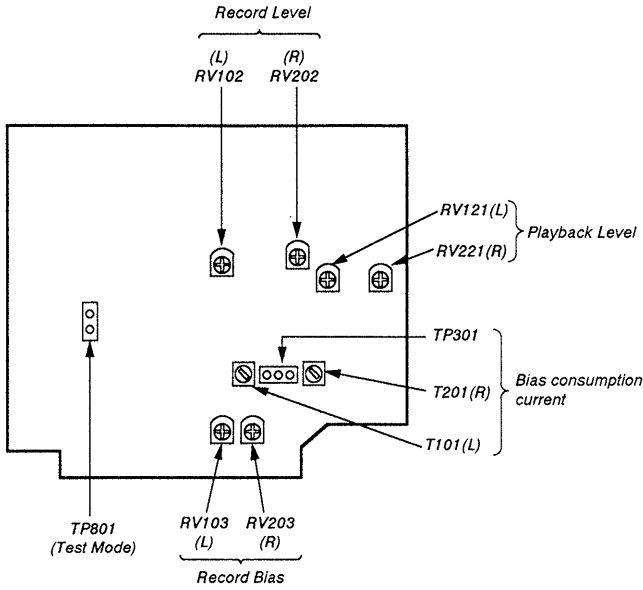 Record Level
(L)
RV102
(R)
RV202
RV121(L)
RV221(R)
Playback Level
TP301
T201(R)
T101(L)
Bias consumption
current
TP801
(Test Mode)
RV103
(L)
RV203
(R)
Record Bias